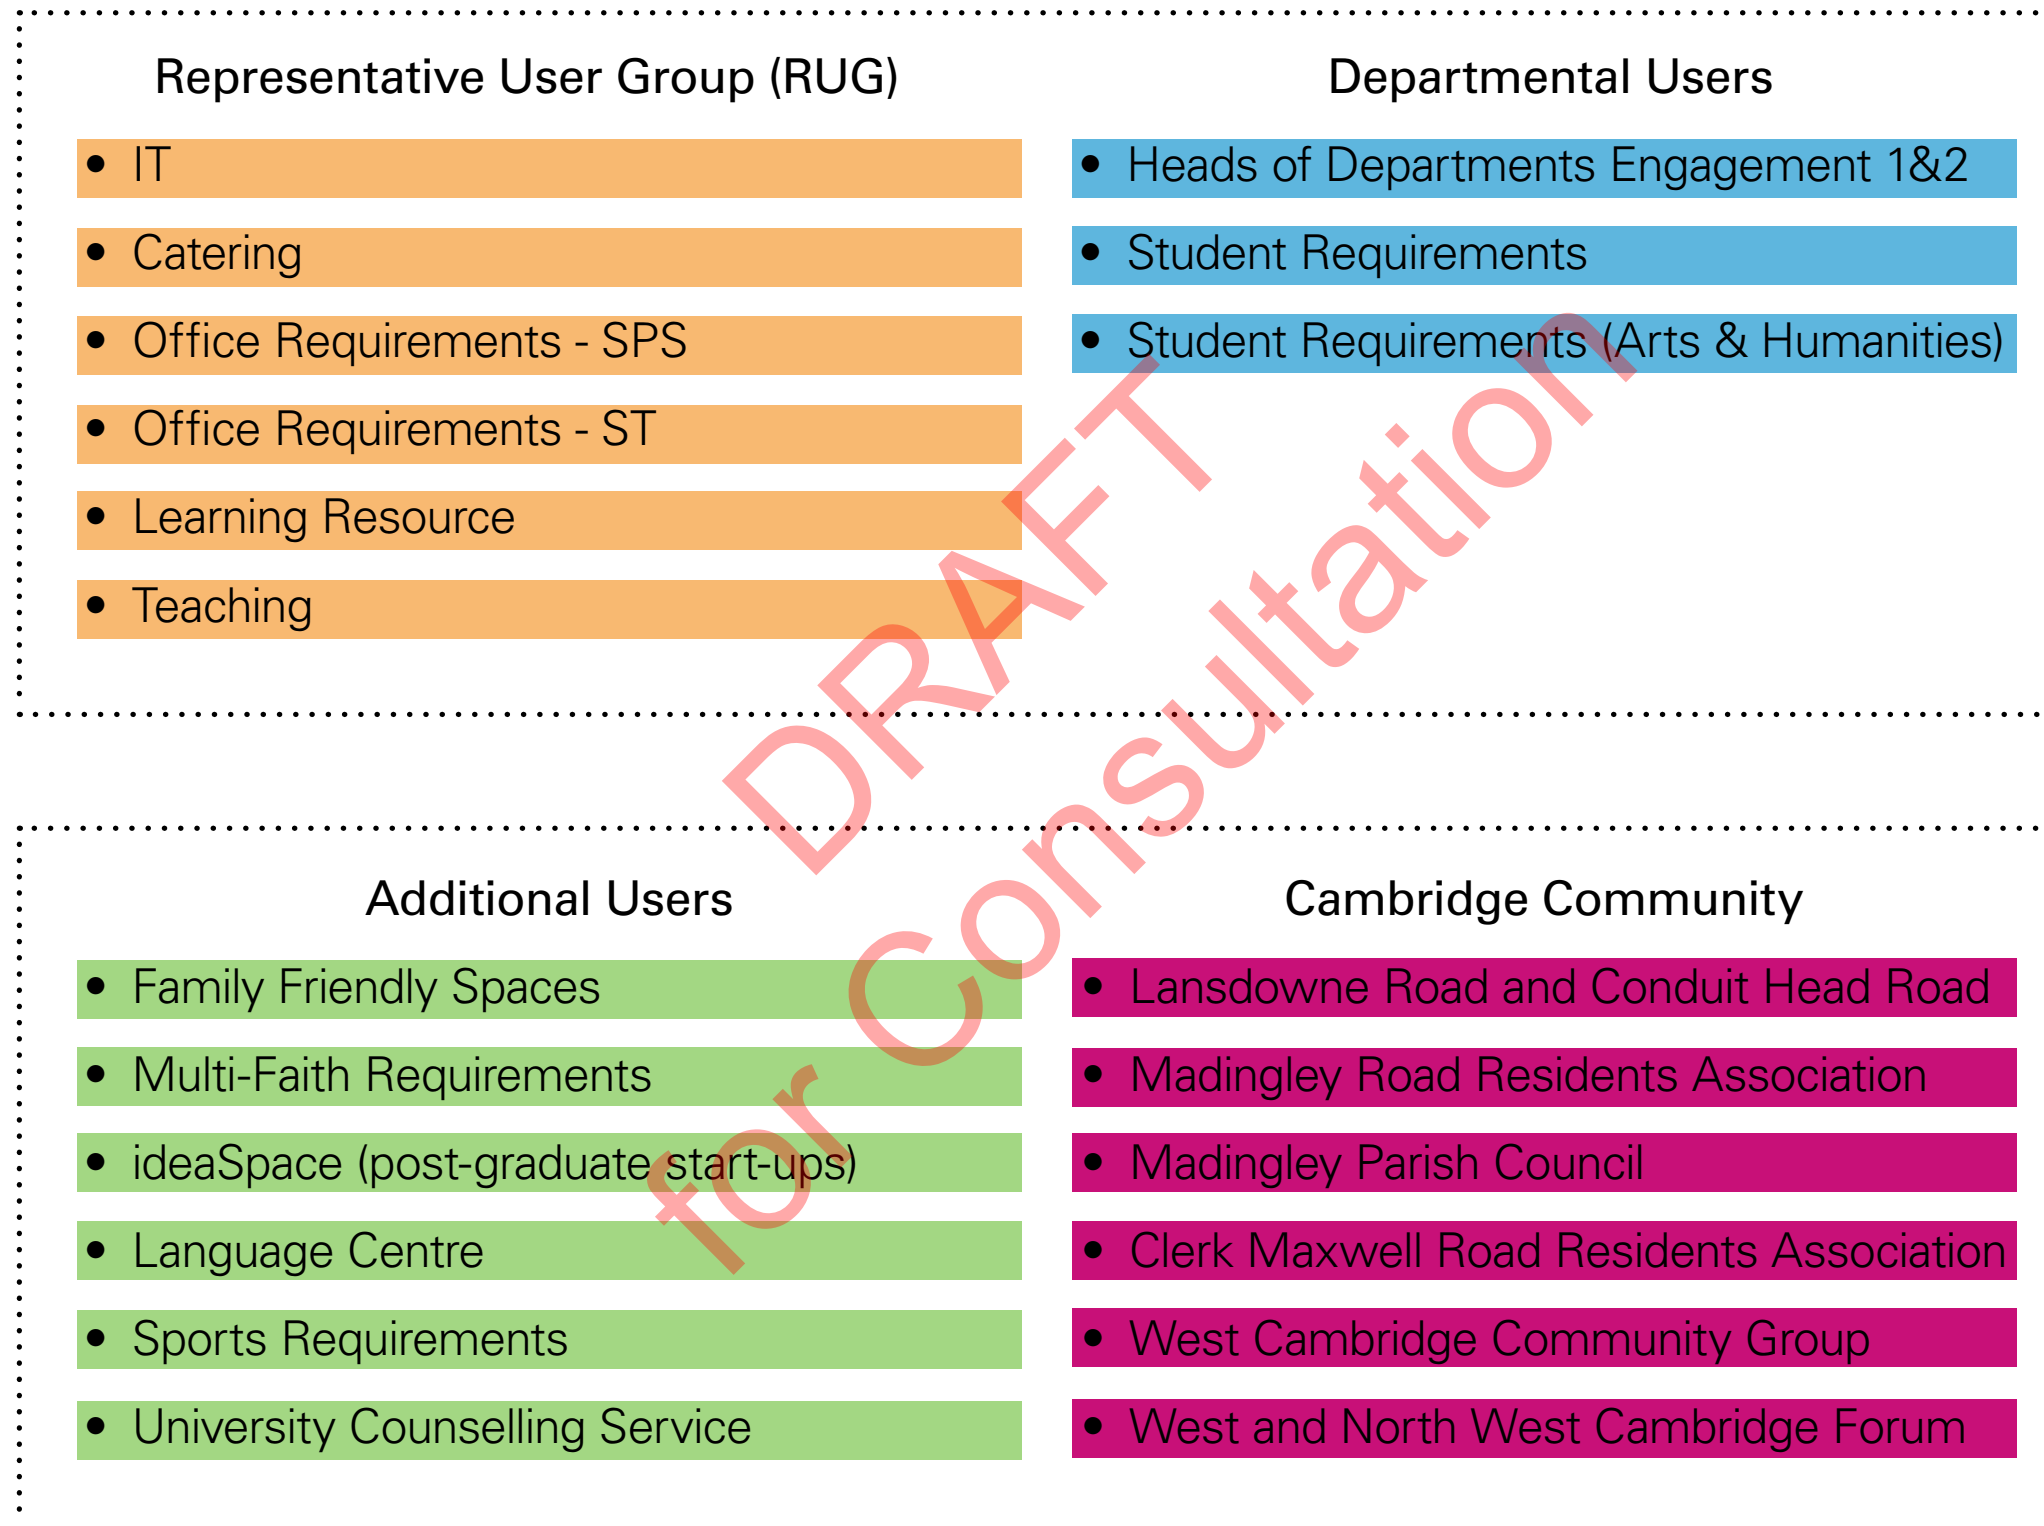 Representative User Group (RUG)
• IT
• Catering
• Office Requirements - SPS
• Office Requirements - ST
• Learning Resource
• Teaching
Departmental Users
• Heads of Departments Engagement 1&2
• Student Requirements
• Student Requirements (Arts & Humanities)
Additional Users
• Family Friendly Spaces
• Multi-Faith Requirements
• ideaSpace (post-graduate start-ups)
• Language Centre
• Sports Requirements
• University Counselling Service
Cambridge Community
• Lansdowne Road and Conduit Head Road
• Madingley Road Residents Association
• Madingley Parish Council
• Clerk Maxwell Road Residents Association
• West Cambridge Community Group
• West and North West Cambridge Forum
DRAFT
for Consultation